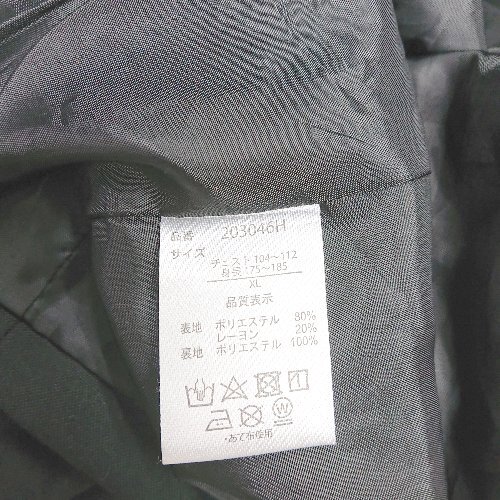 品番 203046H
サイズ チェスト 104~112
身長 175~185
XL
品質表示
表地 ポリエステル 80%
レーヨン 20%
裏地 ポリエステル 100%
・あて布使用